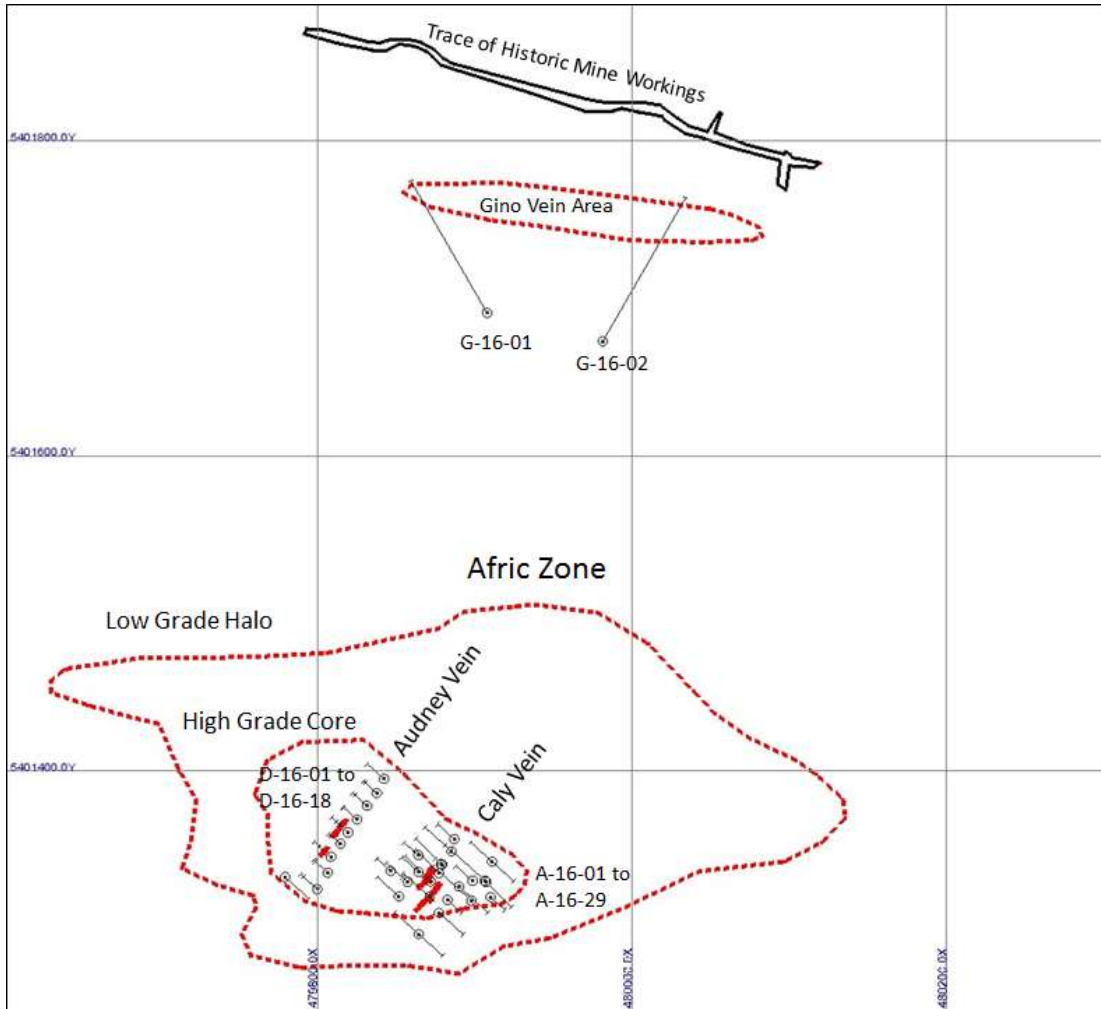 Trace of Historic Mine Workings
5401800.0Y
Gino Vein Area
G-16-01
G-16-02
5401600.0Y
Afric Zone
Low Grade Halo
Audney Vein
High Grade Core
Caly Vein
5401400.0Y
D-16-01 to
D-16-18
A-16-01 to
A-16-29
479800.0X
480000.0X
480200.0X